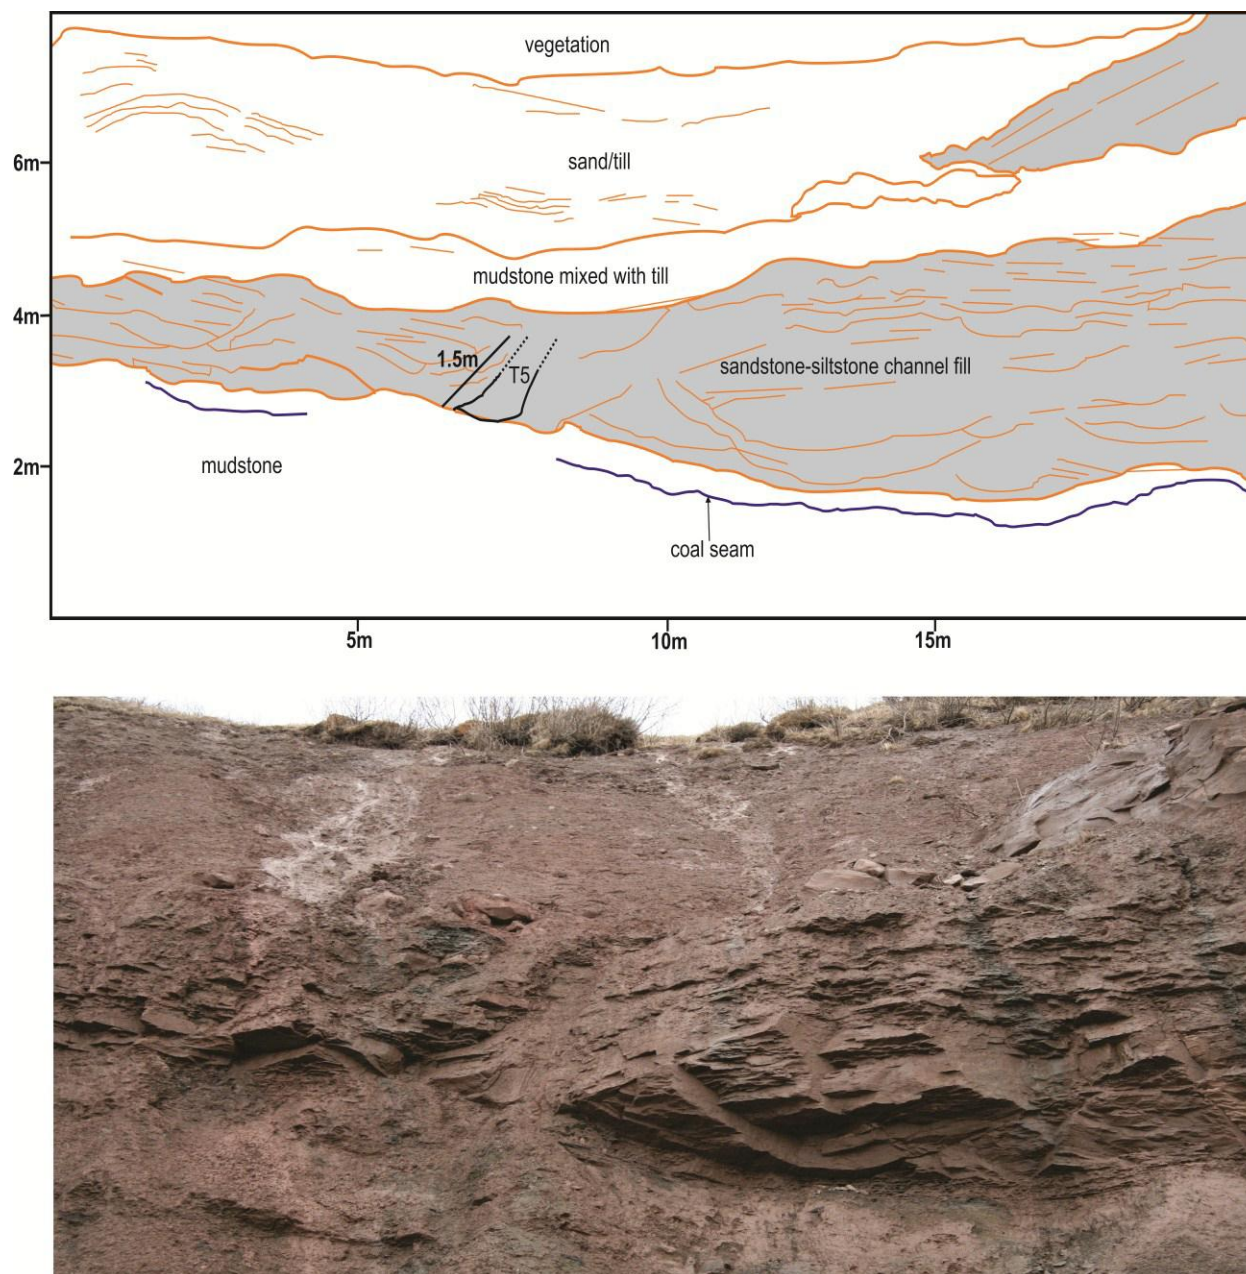 vegetation
6m
sand/till
mudstone mixed with till
4m
1.5m
T5
sandstone-siltstone channel fill
2m
mudstone
coal seam
5m
10m
15m